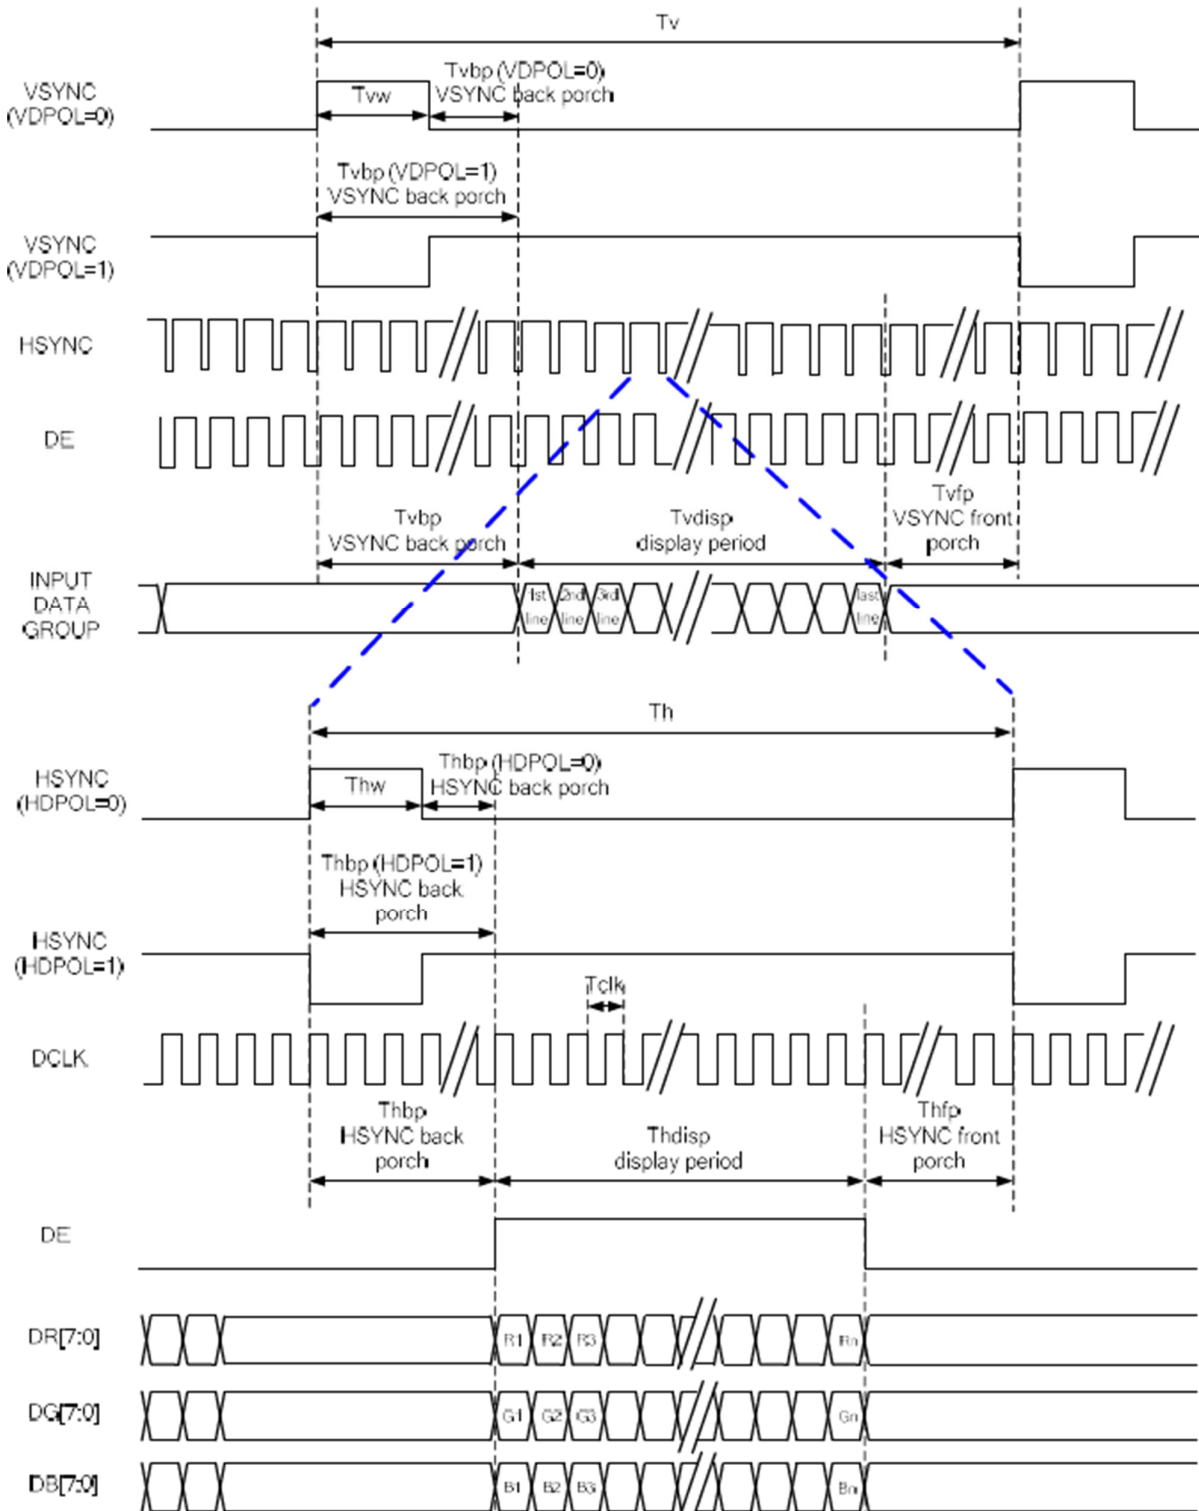 Tv
VSYNC
(VDPOL=0)
Tvw
Tvbp (VDPOL=0)
VSYNC back porch
Tvbp (VDPOL=1)
VSYNC back porch
VSYNC
(VDPOL=1)
HSYNC
DE
Tvbp
VSYNC back porch
Tvdisp
display period
Tvfp
VSYNC front
porch
INPUT
DATA
GROUP
1st
line
2nd
line
3rd
line
last
line
Th
HSYNC
(HDPOL=0)
Thw
Thbp (HDPOL=0)
HSYNC back porch
Thbp (HDPOL=1)
HSYNC back
porch
HSYNC
(HDPOL=1)
Tclk
DCLK
Thbp
HSYNC back
porch
Thdisp
display period
Thfp
HSYNC front
porch
DE
DR[7:0]
R1 R2 R3 Rn
DG[7:0]
G1 G2 G3 Gn
DB[7:0]
B1 B2 B3 Bn